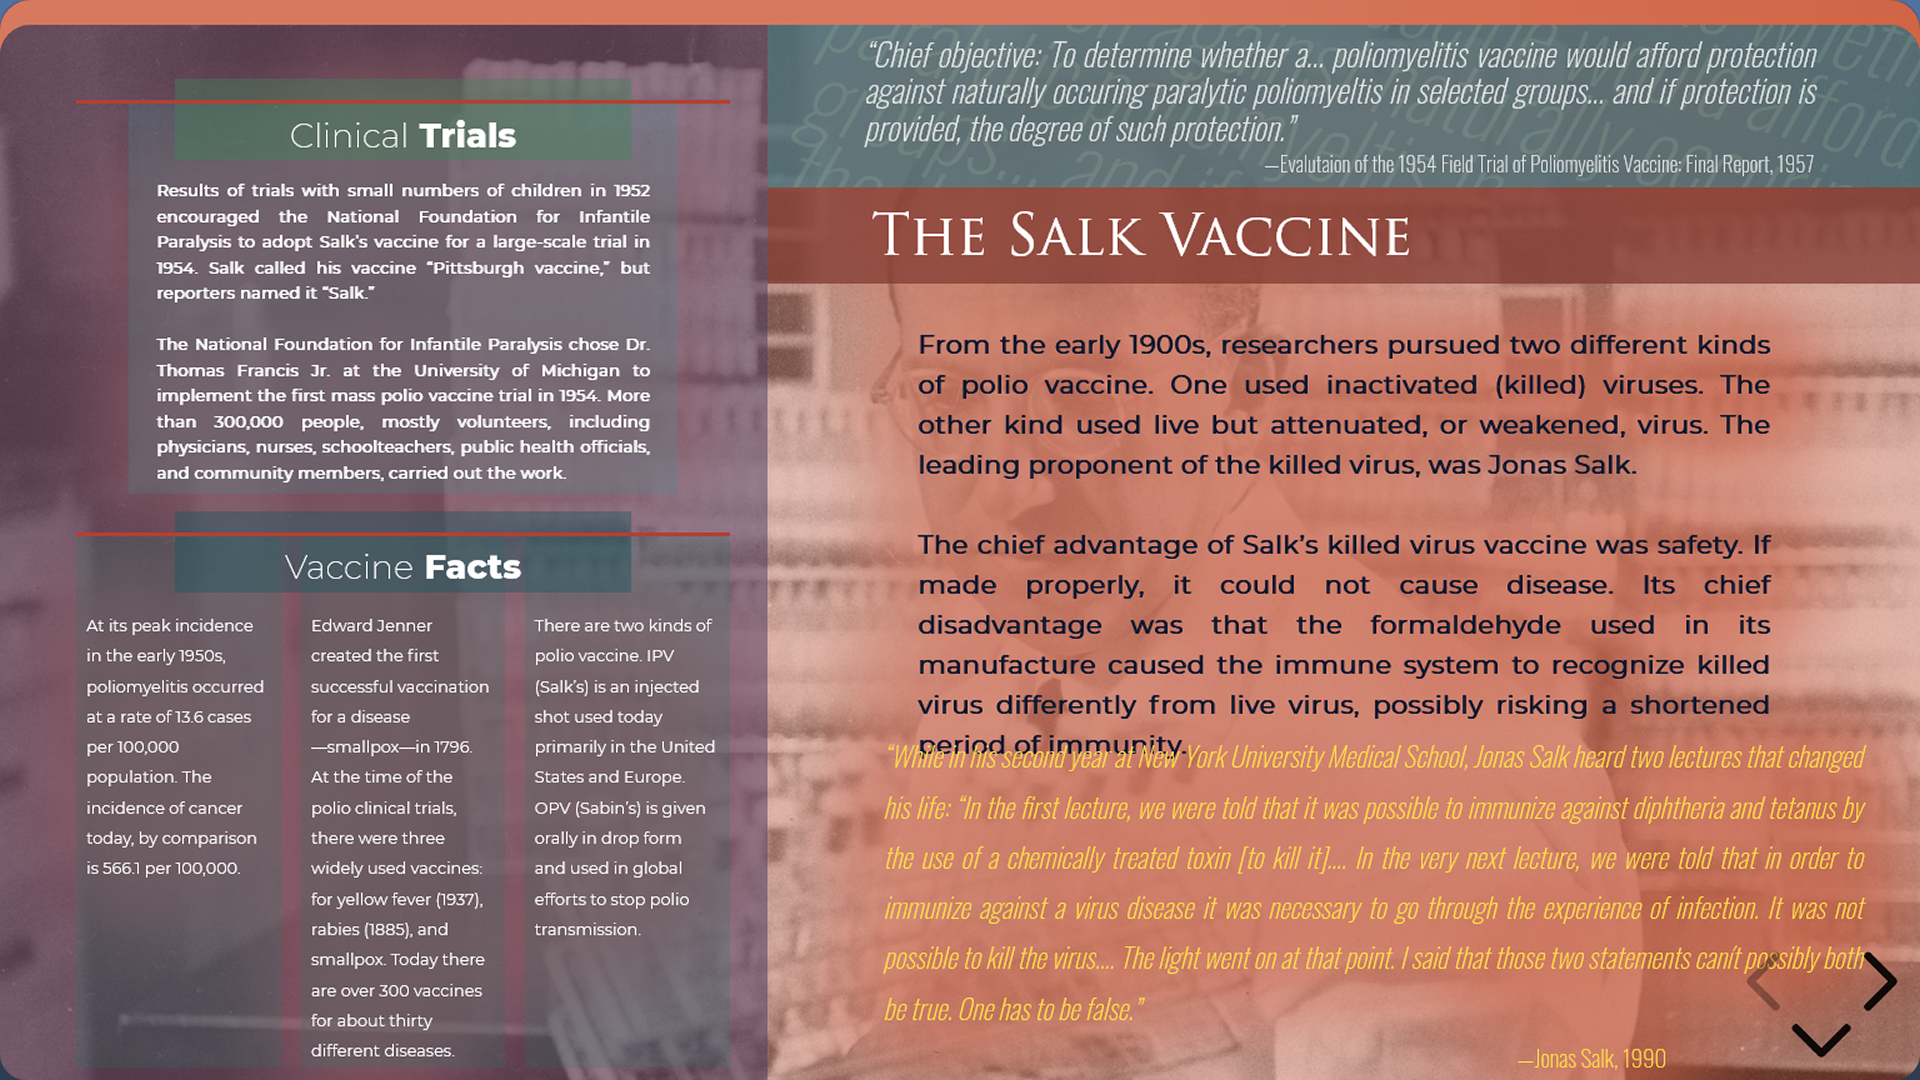 Clinical Trials
Results of trials with small numbers of children in 1952
encouraged the National Foundation for Infantile
Paralysis to adopt Salk's vaccine for a large-scale trial in
1954. Salk called his vaccine “Pittsburgh vaccine,” but
reporters named it “Salk.”
The National Foundation for Infantile Paralysis chose Dr.
Thomas Francis Jr. at the University of Michigan to
implement the first mass polio vaccine trial in 1954. More
than 300,000 people, mostly volunteers, including
physicians, nurses, schoolteachers, public health officials,
and community members, carried out the work.
Vaccine Facts
At its peak incidence
in the early 1950s,
poliomyelitis occurred
at a rate of 13.6 cases
per 100,000
population. The
incidence of cancer
today, by comparison
is 566.1 per 100,000.
Edward Jenner
created the first
successful vaccination
for a disease
—smallpox—in 1796.
At the time of the
polio clinical trials,
there were three
widely used vaccines:
for yellow fever (1937),
rabies (1885), and
smallpox. Today there
are over 300 vaccines
for about thirty
different diseases.
There are two kinds of
polio vaccine. IPV
(Salk's) is an injected
shot used today
primarily in the United
States and Europe.
OPV (Sabin's) is given
orally in drop form
and used in global
efforts to stop polio
transmission.
“Chief objective: To determine whether a... poliomyelitis vaccine would afford protection
against naturally occuring paralytic poliomyeltis in selected groups... and if protection is
provided, the degree of such protection.”
—Evalutaion of the 1954 Field Trial of Poliomyelitis Vaccine: Final Report, 1957
The Salk Vaccine
From the early 1900s, researchers pursued two different kinds
of polio vaccine. One used inactivated (killed) viruses. The
other kind used live but attenuated, or weakened, virus. The
leading proponent of the killed virus, was Jonas Salk.
The chief advantage of Salk's killed virus vaccine was safety. If
made properly, it could not cause disease. Its chief
disadvantage was that the formaldehyde used in its
manufacture caused the immune system to recognize killed
virus differently from live virus, possibly risking a shortened
period of immunity.
“While in his second year at New York University Medical School, Jonas Salk heard two lectures that changed
his life: “In the first lecture, we were told that it was possible to immunize against diphtheria and tetanus by
the use of a chemically treated toxin [to kill it].... In the very next lecture, we were told that in order to
immunize against a virus disease it was necessary to go through the experience of infection. It was not
possible to kill the virus.... The light went on at that point. I said that those two statements canít possibly both
be true. One has to be false.”
—Jonas Salk, 1990